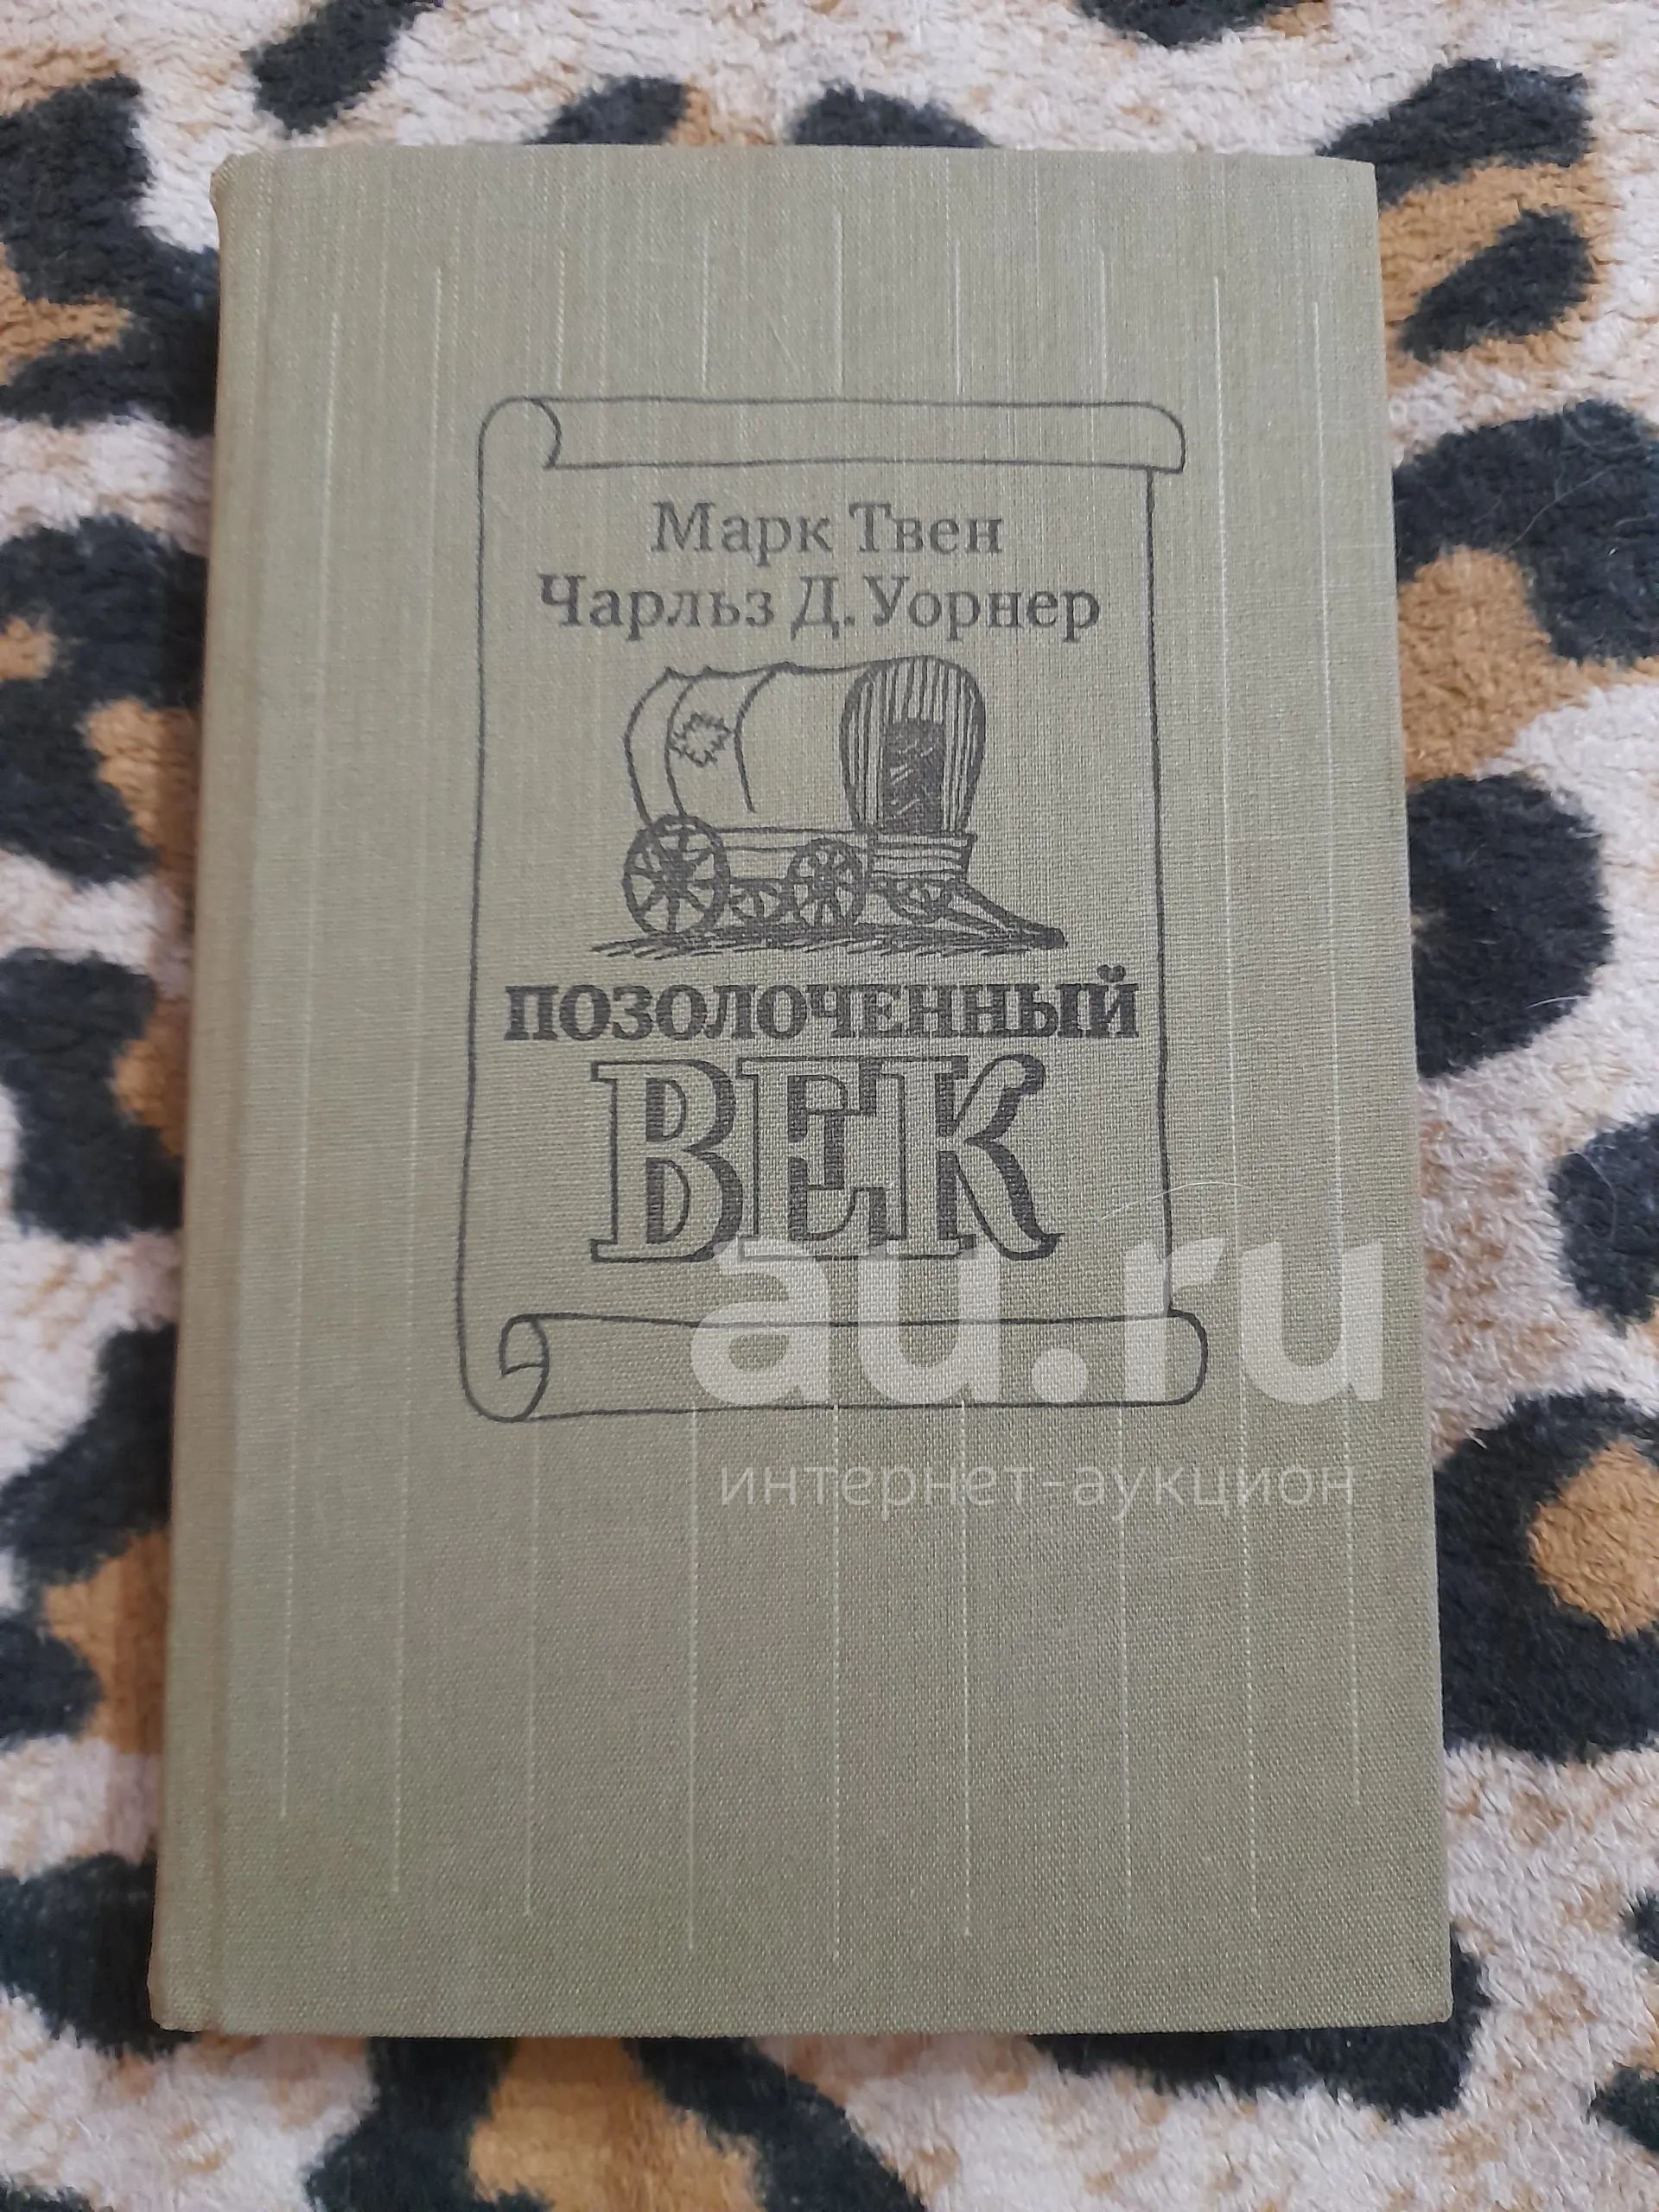 Марк Твен
Чарльз Д. Уорнер
ПОЗОЛОЧЕННЫЙ
ВЕК
au.ru
интернет-аукцион